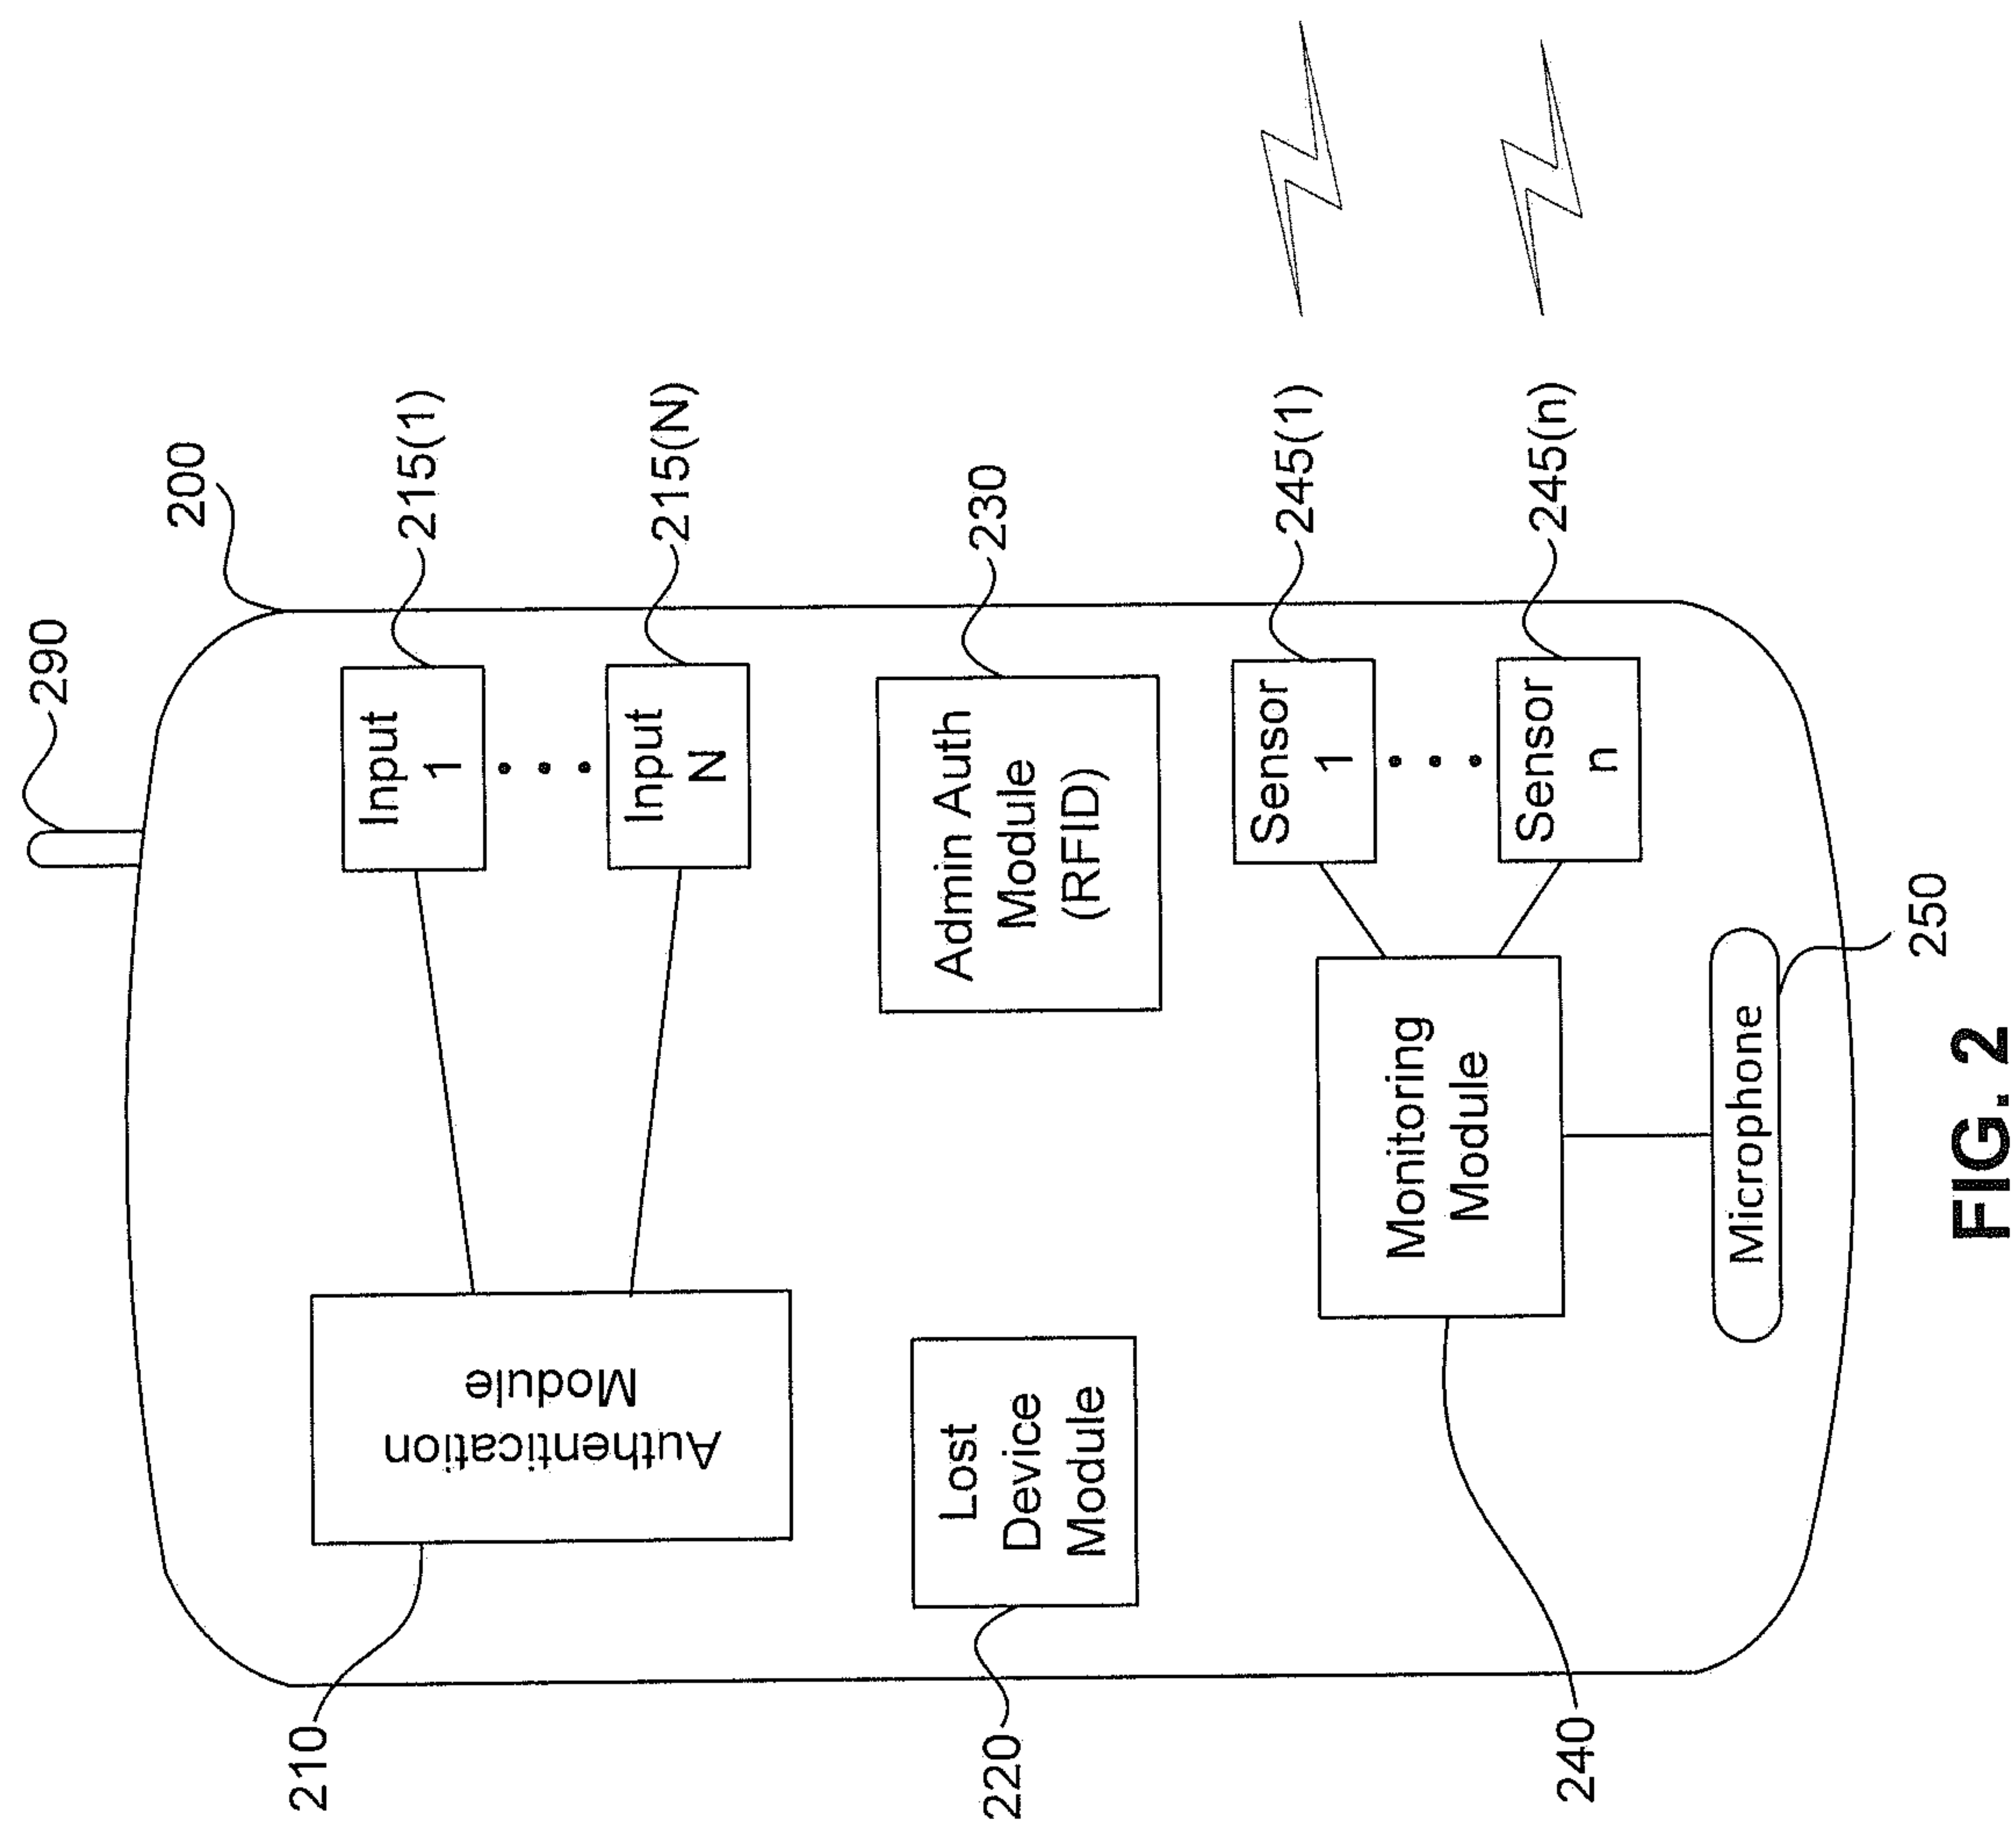 290
200
Authentication
Module
210
Input
1
215(1)
Input
N
215(N)
Lost
Device
Module
220
Admin Auth
Module
(RFID)
230
Monitoring
Module
240
Sensor
1
245(1)
Sensor
n
245(n)
Microphone
250
FIG. 2